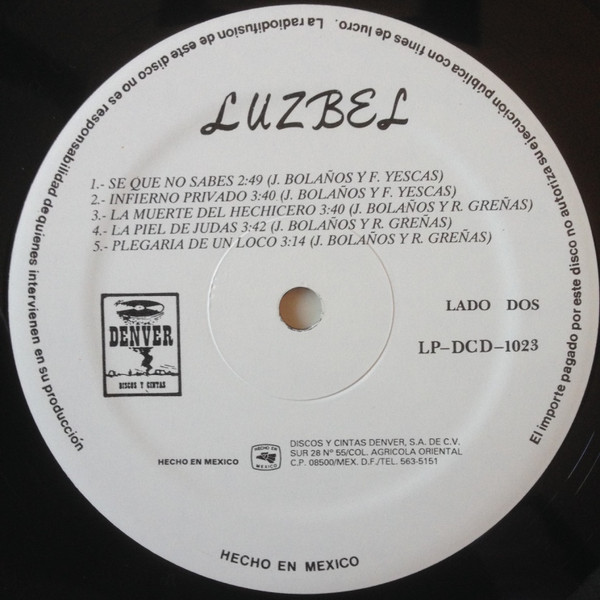 LUZBEL
1.- SE QUE NO SABES 2:49 (J. BOLAÑOS Y F. YESCAS)
2.- INFIERNO PRIVADO 3:40 (J. BOLAÑOS Y F. YESCAS)
3.- LA MUERTE DEL HECHICERO 3:40 (J. BOLAÑOS Y R. GREÑAS)
4.- LA PIEL DE JUDAS 3:42 (J. BOLAÑOS Y R. GREÑAS)
5.- PLEGARIA DE UN LOCO 3:14 (J. BOLAÑOS Y R. GREÑAS)
DENVER
DISCOS Y CINTAS
LADO DOS
LP-DCD-1023
HECHO EN MEXICO
HECHO EN
MEXICO
DISCOS Y CINTAS DENVER, S.A. DE C.V.
SUR 28 Nº 55/COL. AGRICOLA ORIENTAL
C.P. 08500/MEX. D.F./TEL. 563-5151
HECHO EN MEXICO
El importe pagado por este disco no autoriza su ejecución pública con fines de lucro. La radiodifusion de este disco no es responsabilidad de quienes intervienen en su producción